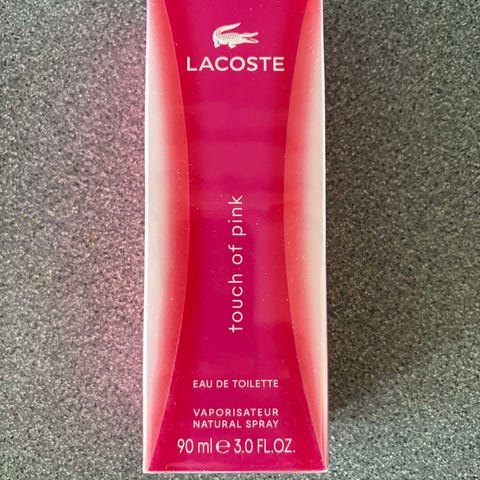 LACOSTE
touch of pink
EAU DE TOILETTE
VAPORISATEUR
NATURAL SPRAY
90 ml ℮ 3.0 FL.OZ.